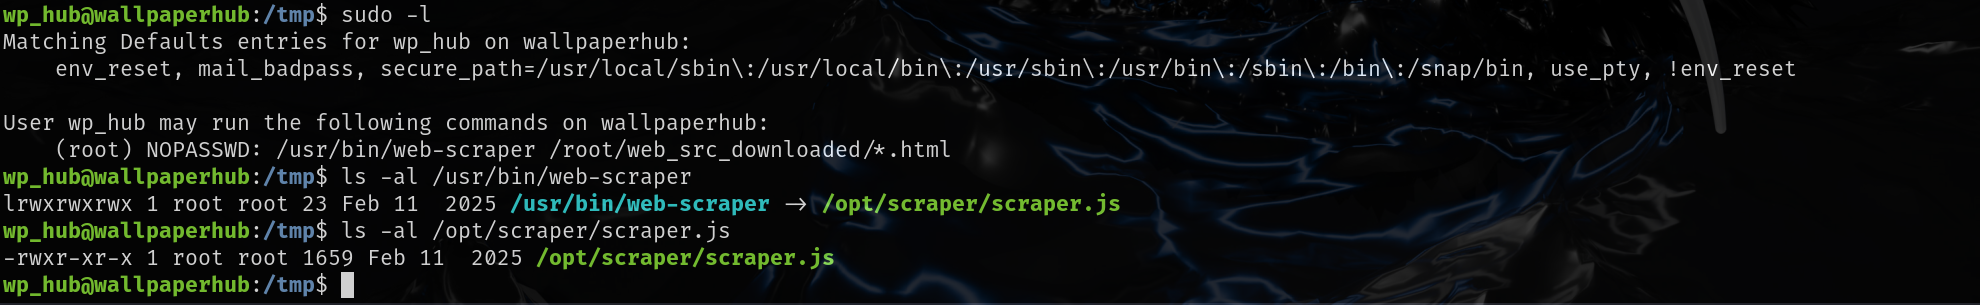 wp_hub@wallpaperhub:/tmp$ sudo -l
Matching Defaults entries for wp_hub on wallpaperhub:
    env_reset, mail_badpass, secure_path=/usr/local/sbin\:/usr/local/bin\:/usr/sbin\:/usr/bin\:/sbin\:/bin\:/snap/bin, use_pty, !env_reset

User wp_hub may run the following commands on wallpaperhub:
    (root) NOPASSWD: /usr/bin/web-scraper /root/web_src_downloaded/*.html
wp_hub@wallpaperhub:/tmp$ ls -al /usr/bin/web-scraper
lrwxrwxrwx 1 root root 23 Feb 11  2025 /usr/bin/web-scraper -> /opt/scraper/scraper.js
wp_hub@wallpaperhub:/tmp$ ls -al /opt/scraper/scraper.js
-rwxr-xr-x 1 root root 1659 Feb 11  2025 /opt/scraper/scraper.js
wp_hub@wallpaperhub:/tmp$